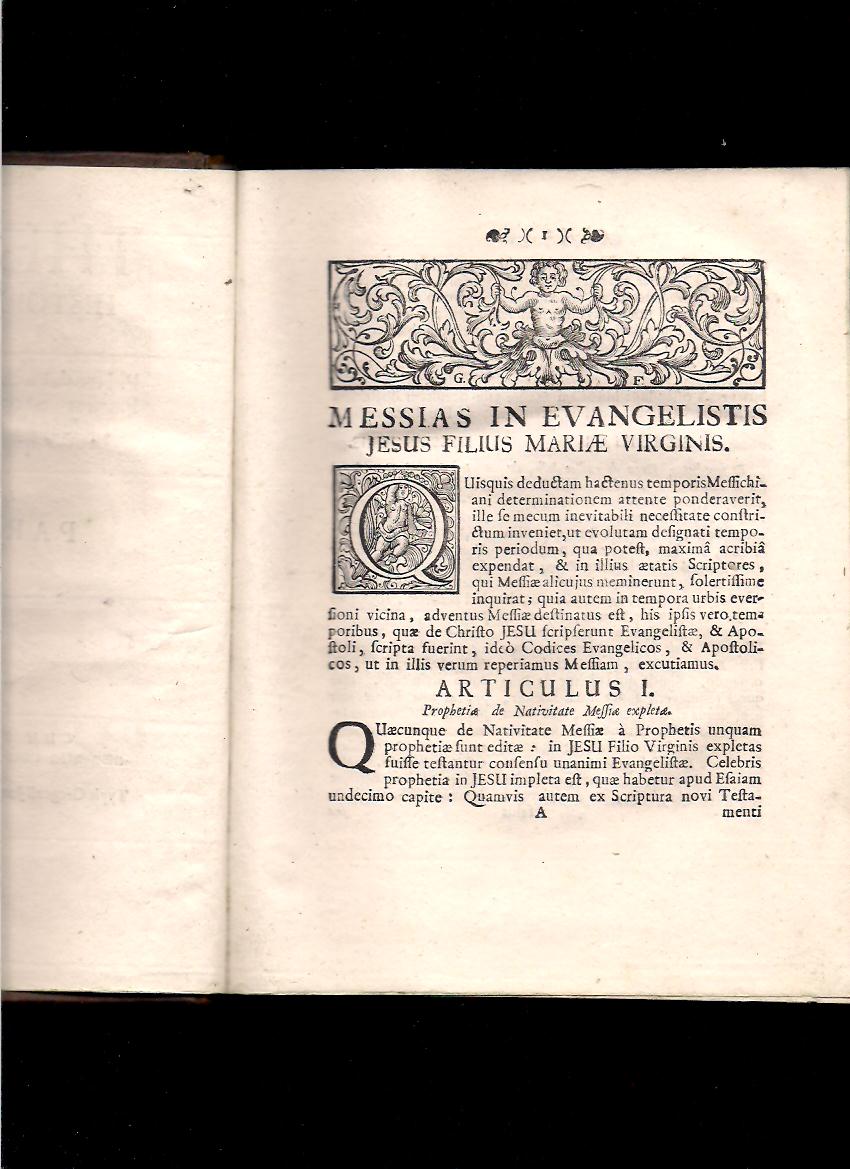 )( 1 )(
G. F.
MESSIAS IN EVANGELISTIS
JESUS FILIUS MARIÆ VIRGINIS.
QUisquis deductam hactenus temporis Meſſichi-
ani determinationem attente ponderaverit,
ille ſe mecum inevitabili neceſſitate conſtri-
ctum inveniet, ut evolutam deſignati tempo-
ris periodum, qua poteſt, maximâ acribiâ
expendat, & in illius ætatis Scriptores,
qui Meſſiæ alicujus meminerunt, ſolertiſſime
inquirat; quia autem in tempora urbis ever-
ſioni vicina, adventus Meſſiæ deſtinatus eſt, his ipſis vero tem-
poribus, quæ de Chriſto JESU ſcripſerunt Evangeliſtæ, & Apo-
ſtoli, ſcripta fuerint, ideò Codices Evangelicos, & Apoſtoli-
cos, ut in illis verum reperiamus Meſſiam, excutiamus.
ARTICULUS I.
Prophetiæ de Nativitate Meſſiæ expletæ.
QUæcunque de Nativitate Meſſiæ à Prophetis unquam
prophetiæ ſunt editæ : in JESU Filio Virginis expletas
fuiſſe teſtantur conſenſu unanimi Evangeliſtæ. Celebris
prophetia in JESU impleta eſt, quæ habetur apud Eſaiam
undecimo capite : Quamvis autem ex Scriptura novi Teſta-
A menti